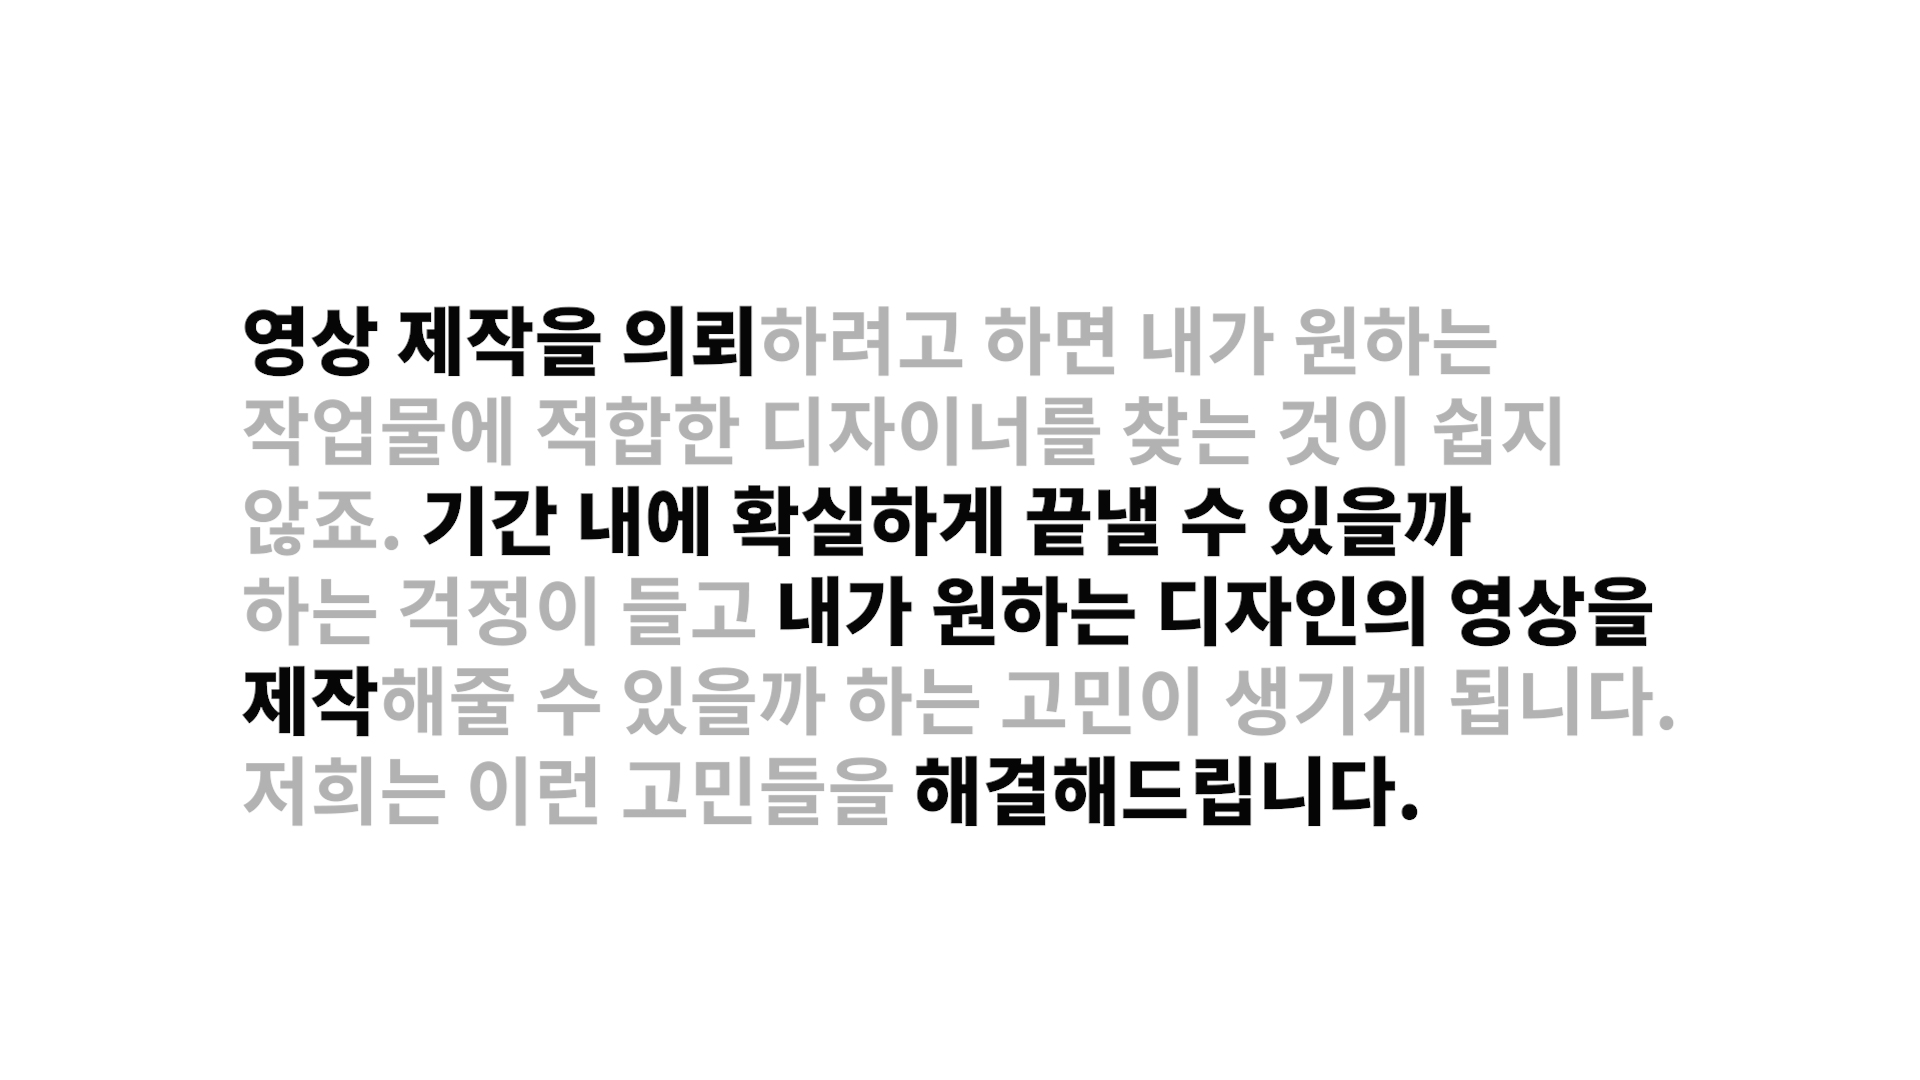 영상 제작을 의뢰하려고 하면 내가 원하는
작업물에 적합한 디자이너를 찾는 것이 쉽지
않죠. 기간 내에 확실하게 끝낼 수 있을까
하는 걱정이 들고 내가 원하는 디자인의 영상을
제작해줄 수 있을까 하는 고민이 생기게 됩니다.
저희는 이런 고민들을 해결해드립니다.